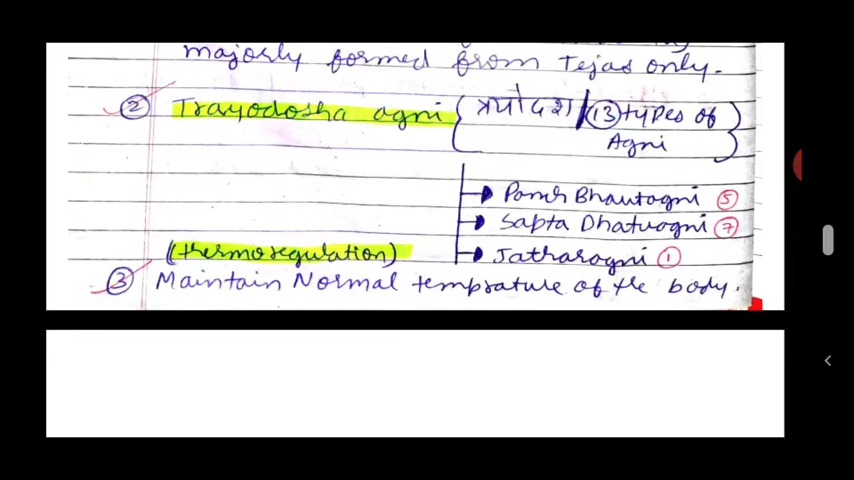 majorly formed from Tejas only.
② Trayodosha agni { त्रयोदश / ⑬ types of Agni }
→ Panch Bhautagni ⑤
→ Sapta Dhatuagni ⑦
→ Jatharagni ①
(thermoregulation)
③ Maintain Normal temprature of the body.